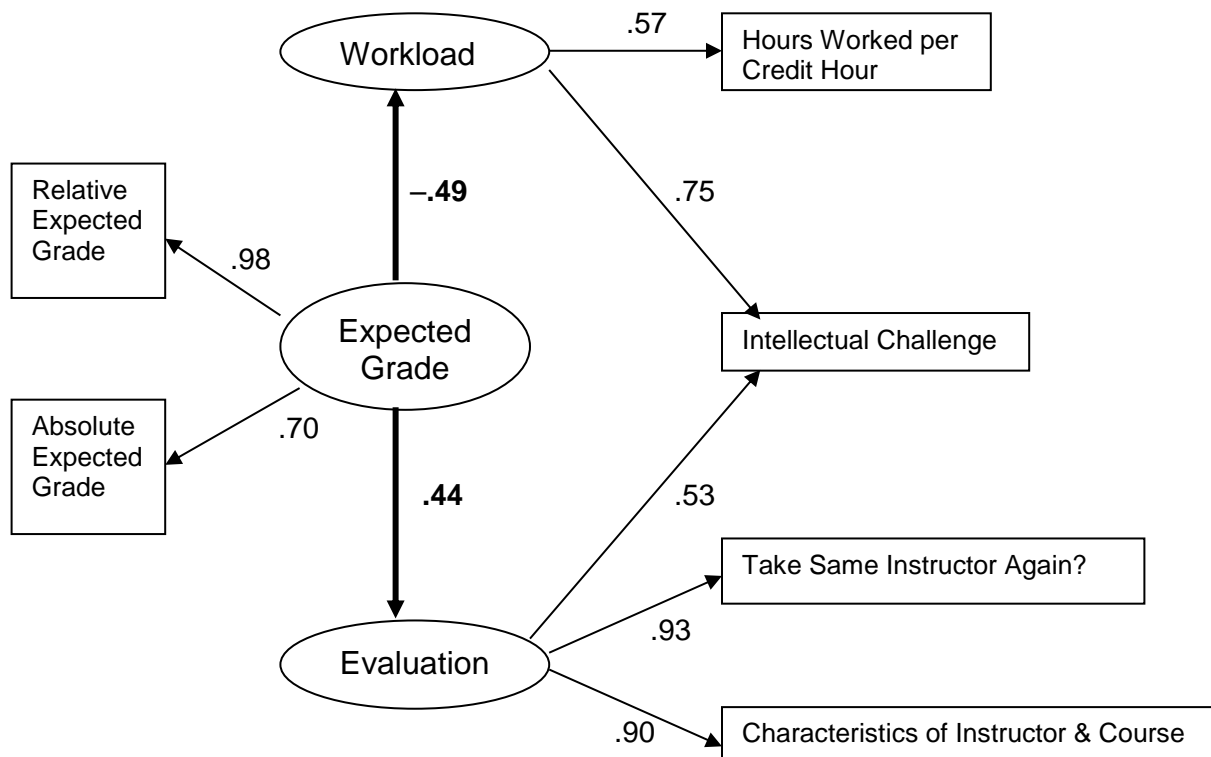 Workload
.57
Hours Worked per
Credit Hour
Relative
Expected
Grade
–.49
.75
.98
Expected
Grade
Intellectual Challenge
Absolute
Expected
Grade
.70
.44
.53
Take Same Instructor Again?
.93
Evaluation
.90
Characteristics of Instructor & Course